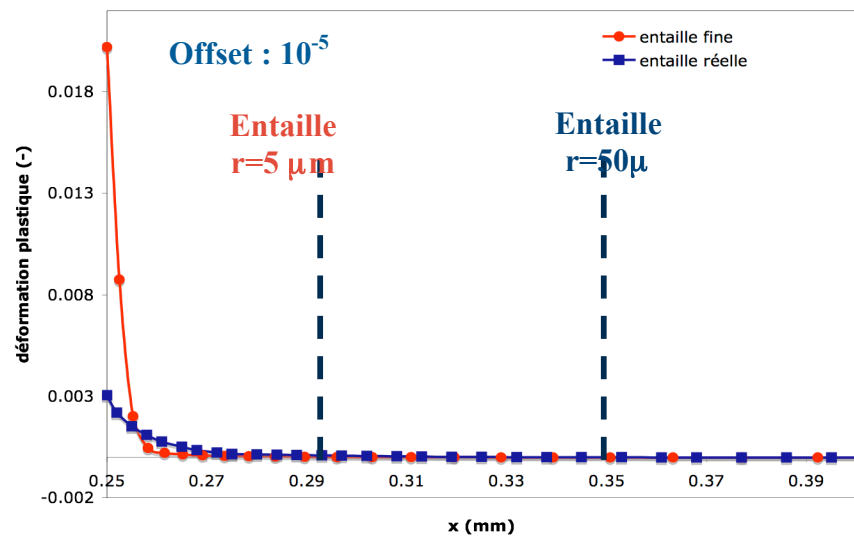 Offset : 10⁻⁵
entaille fine
entaille réelle
Entaille
r=5 μm
Entaille
r=50μ
déformation plastique (-)
0.018
0.013
0.008
0.003
-0.002
0.25
0.27
0.29
0.31
0.33
0.35
0.37
0.39
x (mm)